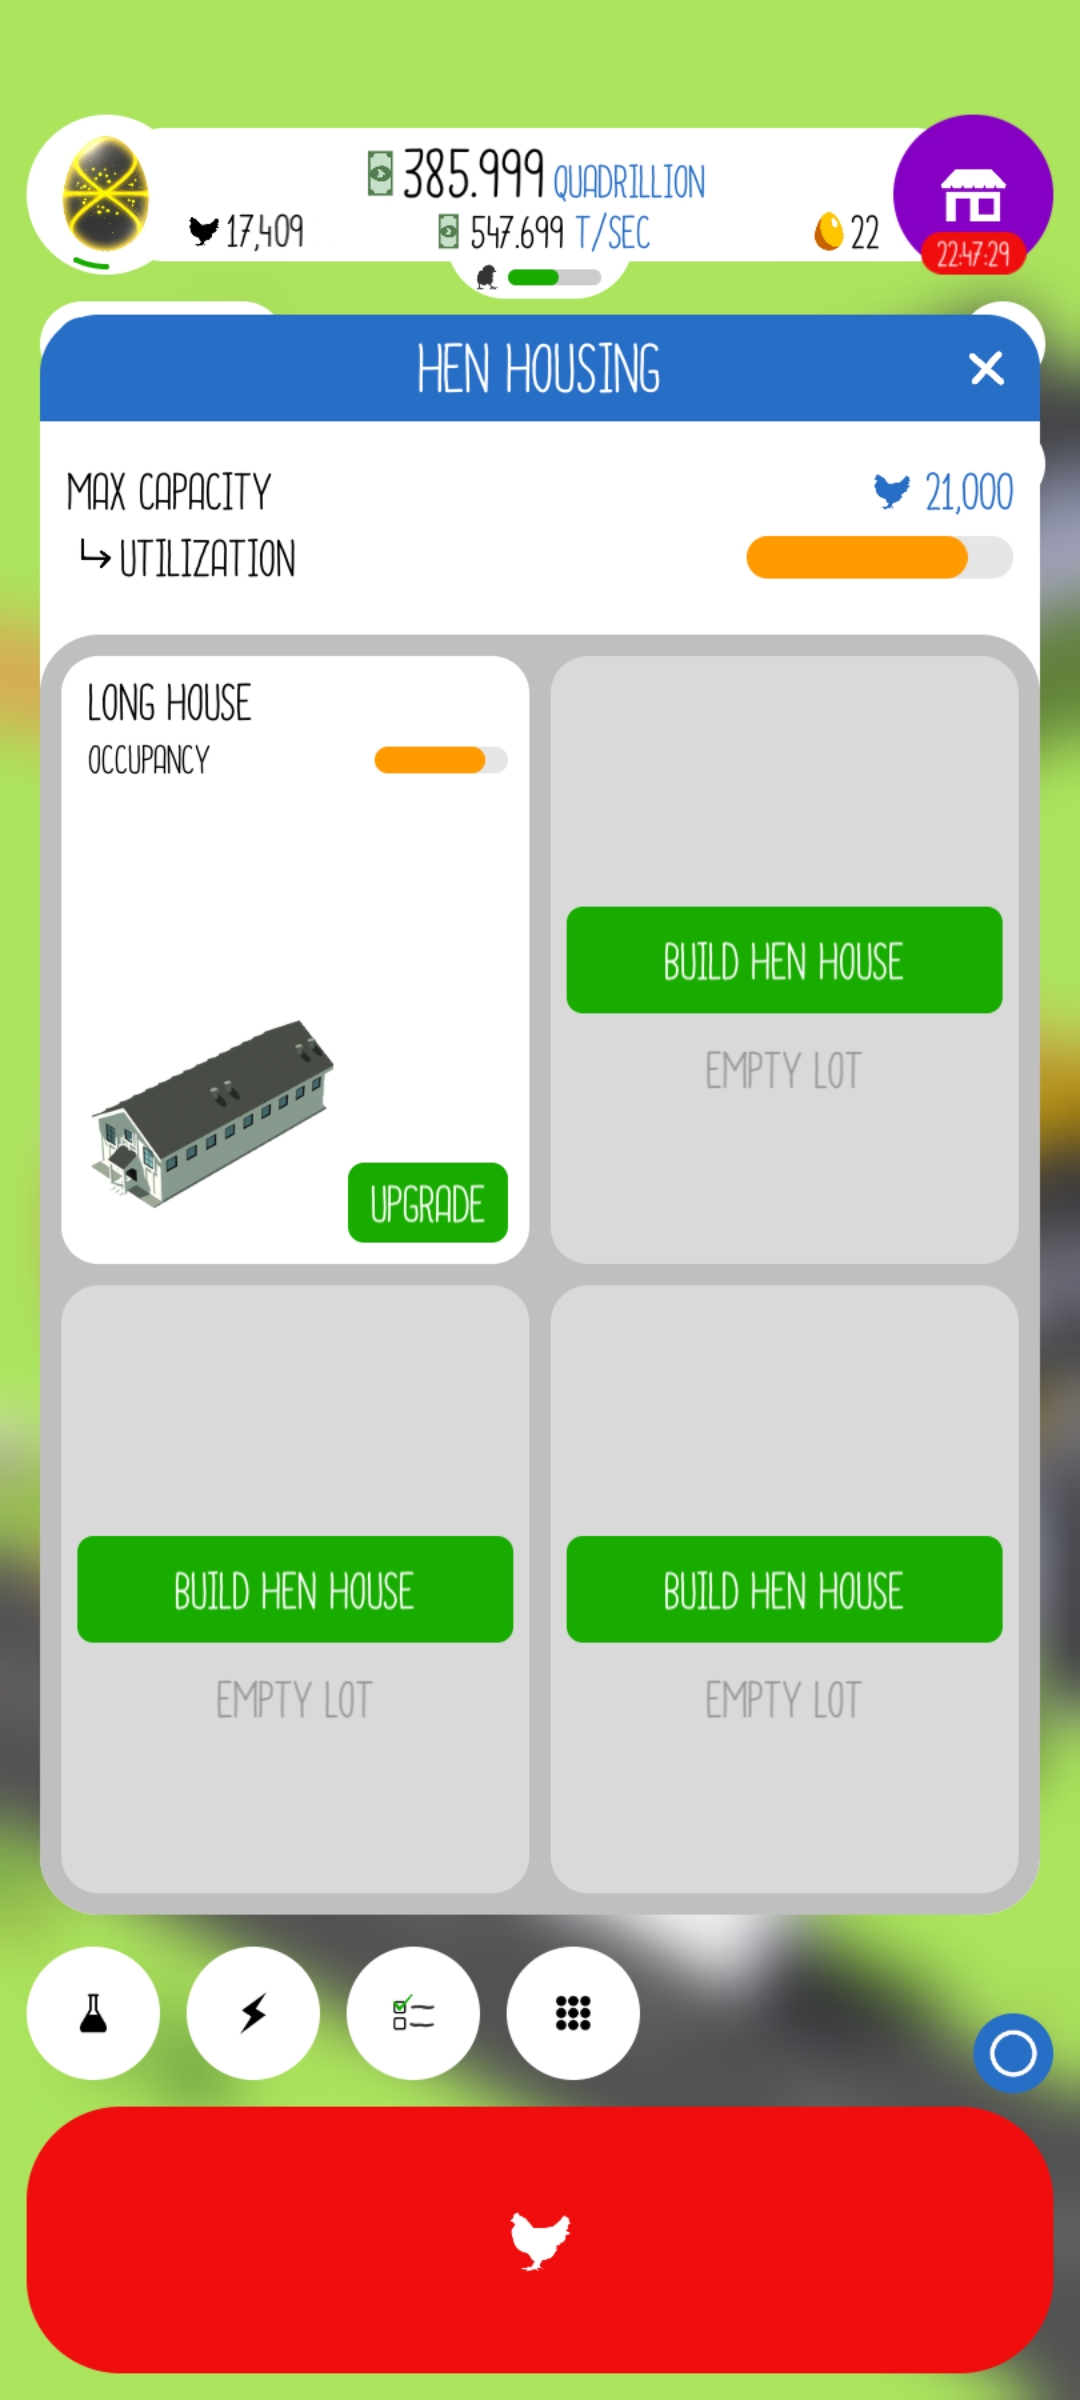 385.999 QUADRILLION
17,409
547.699 T/SEC
22
22:47:29
HEN HOUSING
MAX CAPACITY
21,000
UTILIZATION
LONG HOUSE
OCCUPANCY
UPGRADE
BUILD HEN HOUSE
EMPTY LOT
BUILD HEN HOUSE
EMPTY LOT
BUILD HEN HOUSE
EMPTY LOT